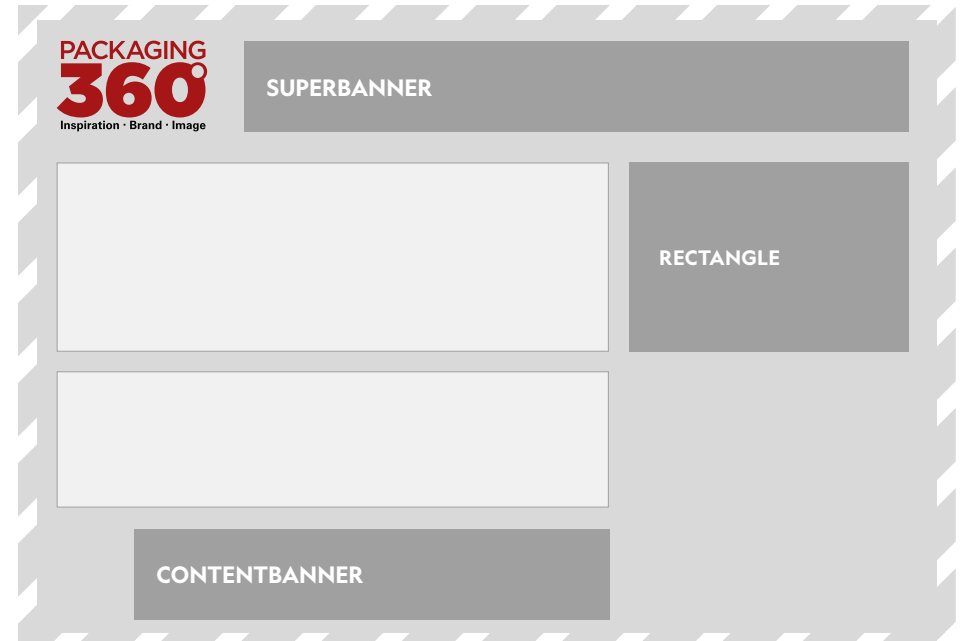 PACKAGING
360°
Inspiration · Brand · Image
SUPERBANNER
RECTANGLE
CONTENTBANNER